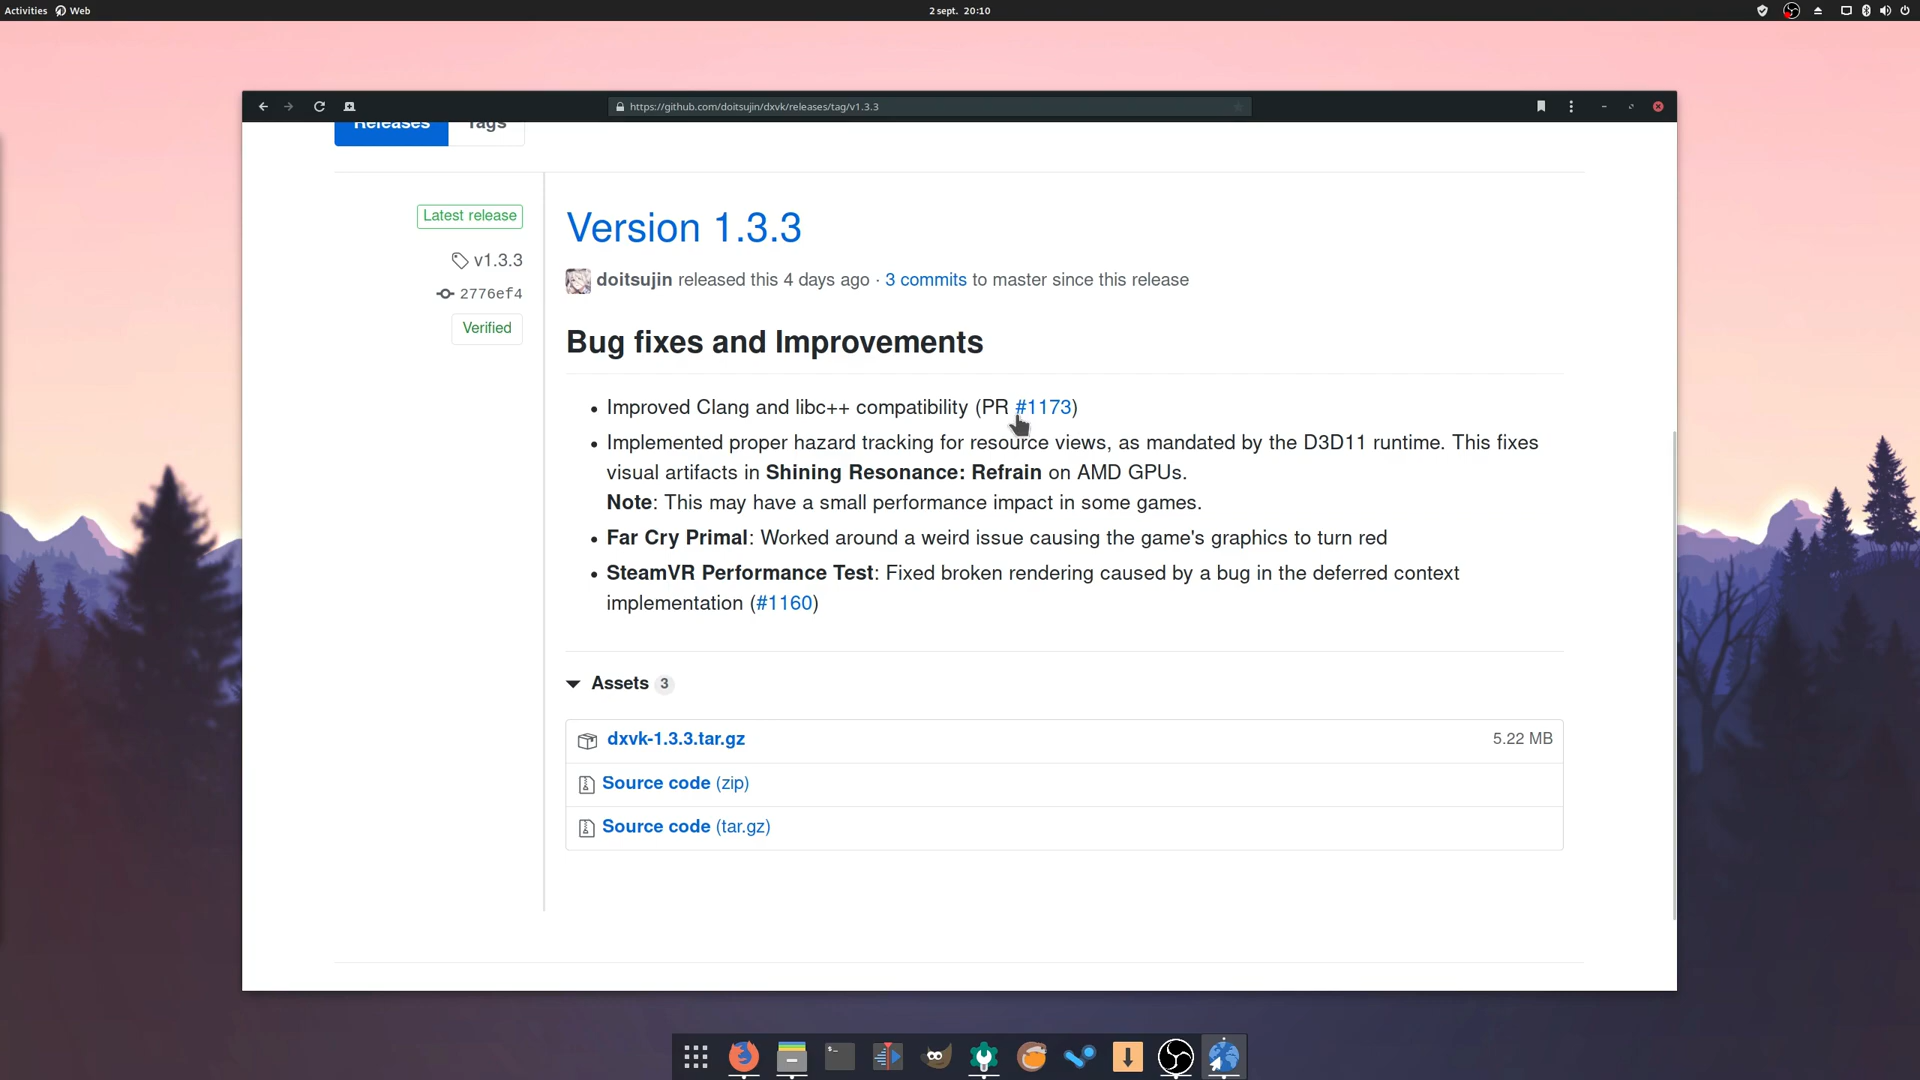 Activities Web 2 sept. 20:10
https://github.com/doitsujin/dxvk/releases/tag/v1.3.3
Releases Tags
Latest release
v1.3.3
2776ef4
Verified
Version 1.3.3
doitsujin released this 4 days ago · 3 commits to master since this release
Bug fixes and Improvements
• Improved Clang and libc++ compatibility (PR #1173)
• Implemented proper hazard tracking for resource views, as mandated by the D3D11 runtime. This fixes
visual artifacts in Shining Resonance: Refrain on AMD GPUs.
Note: This may have a small performance impact in some games.
• Far Cry Primal: Worked around a weird issue causing the game's graphics to turn red
• SteamVR Performance Test: Fixed broken rendering caused by a bug in the deferred context
implementation (#1160)
Assets 3
dxvk-1.3.3.tar.gz 5.22 MB
Source code (zip)
Source code (tar.gz)